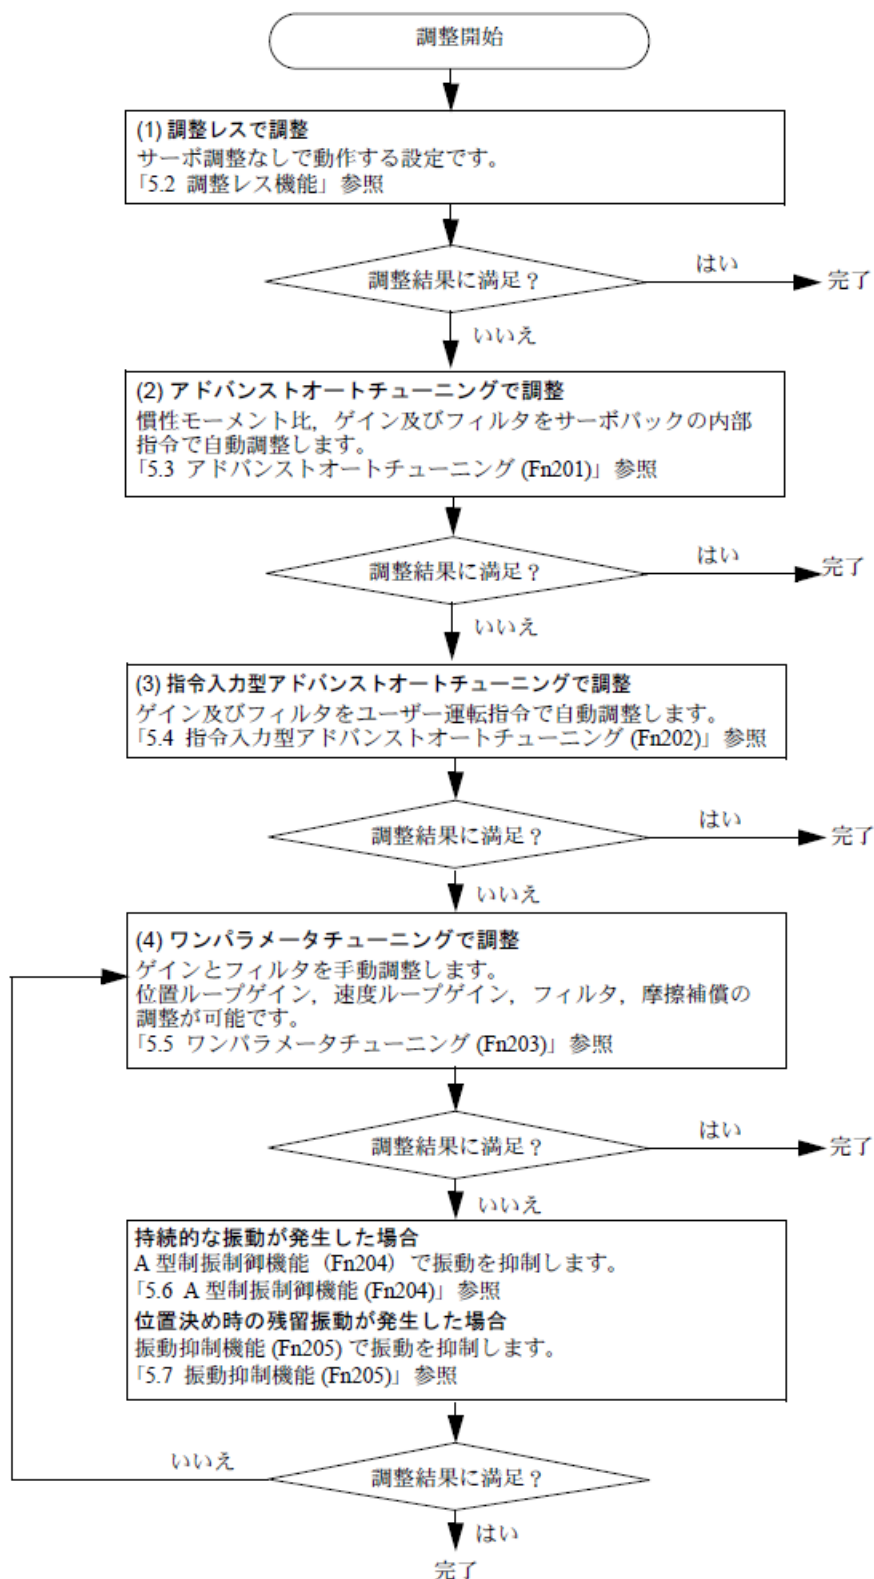 調整開始
(1) 調整レスで調整
サーボ調整なしで動作する設定です。
「5.2 調整レス機能」参照
調整結果に満足？
はい
完了
いいえ
(2) アドバンストオートチューニングで調整
慣性モーメント比，ゲイン及びフィルタをサーボパックの内部
指令で自動調整します。
「5.3 アドバンストオートチューニング (Fn201)」参照
調整結果に満足？
はい
完了
いいえ
(3) 指令入力型アドバンストオートチューニングで調整
ゲイン及びフィルタをユーザー運転指令で自動調整します。
「5.4 指令入力型アドバンストオートチューニング (Fn202)」参照
調整結果に満足？
はい
完了
いいえ
(4) ワンパラメータチューニングで調整
ゲインとフィルタを手動調整します。
位置ループゲイン，速度ループゲイン，フィルタ，摩擦補償の
調整が可能です。
「5.5 ワンパラメータチューニング (Fn203)」参照
調整結果に満足？
はい
完了
いいえ
持続的な振動が発生した場合
A 型制振制御機能（Fn204）で振動を抑制します。
「5.6 A 型制振制御機能 (Fn204)」参照
位置決め時の残留振動が発生した場合
振動抑制機能 (Fn205) で振動を抑制します。
「5.7 振動抑制機能 (Fn205)」参照
いいえ
調整結果に満足？
はい
完了